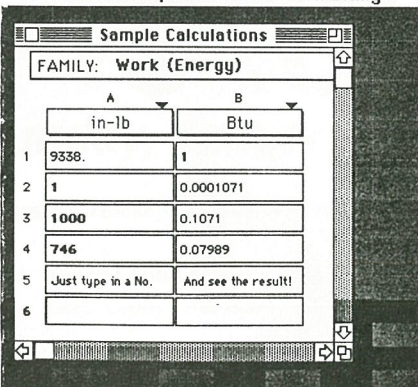 Sample Calculations
FAMILY: Work (Energy)
A B
in-lb Btu
1 9338. 1
2 1 0.0001071
3 1000 0.1071
4 746 0.07989
5 Just type in a No. And see the result!
6